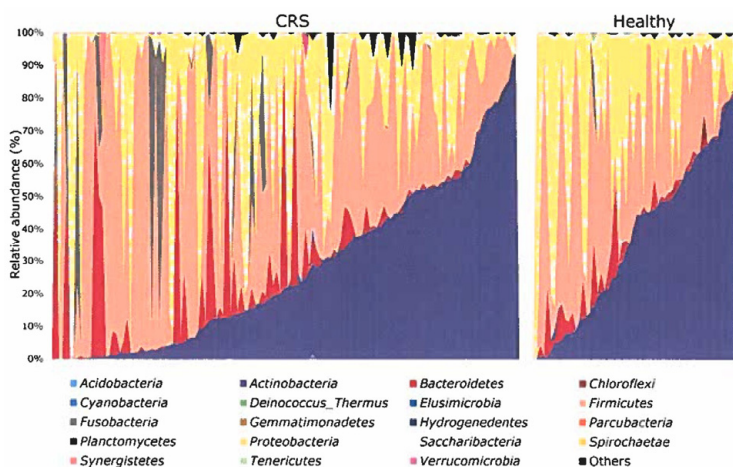 CRS Healthy
100%
90%
80%
70%
60%
50%
40%
30%
20%
10%
0%
Relative abundance (%)
Acidobacteria Actinobacteria Bacteroidetes Chloroflexi
Cyanobacteria Deinococcus_Thermus Elusimicrobia Firmicutes
Fusobacteria Gemmatimonadetes Hydrogenedentes Parcubacteria
Planctomycetes Proteobacteria Saccharibacteria Spirochaetae
Synergistetes Tenericutes Verrucomicrobia Others